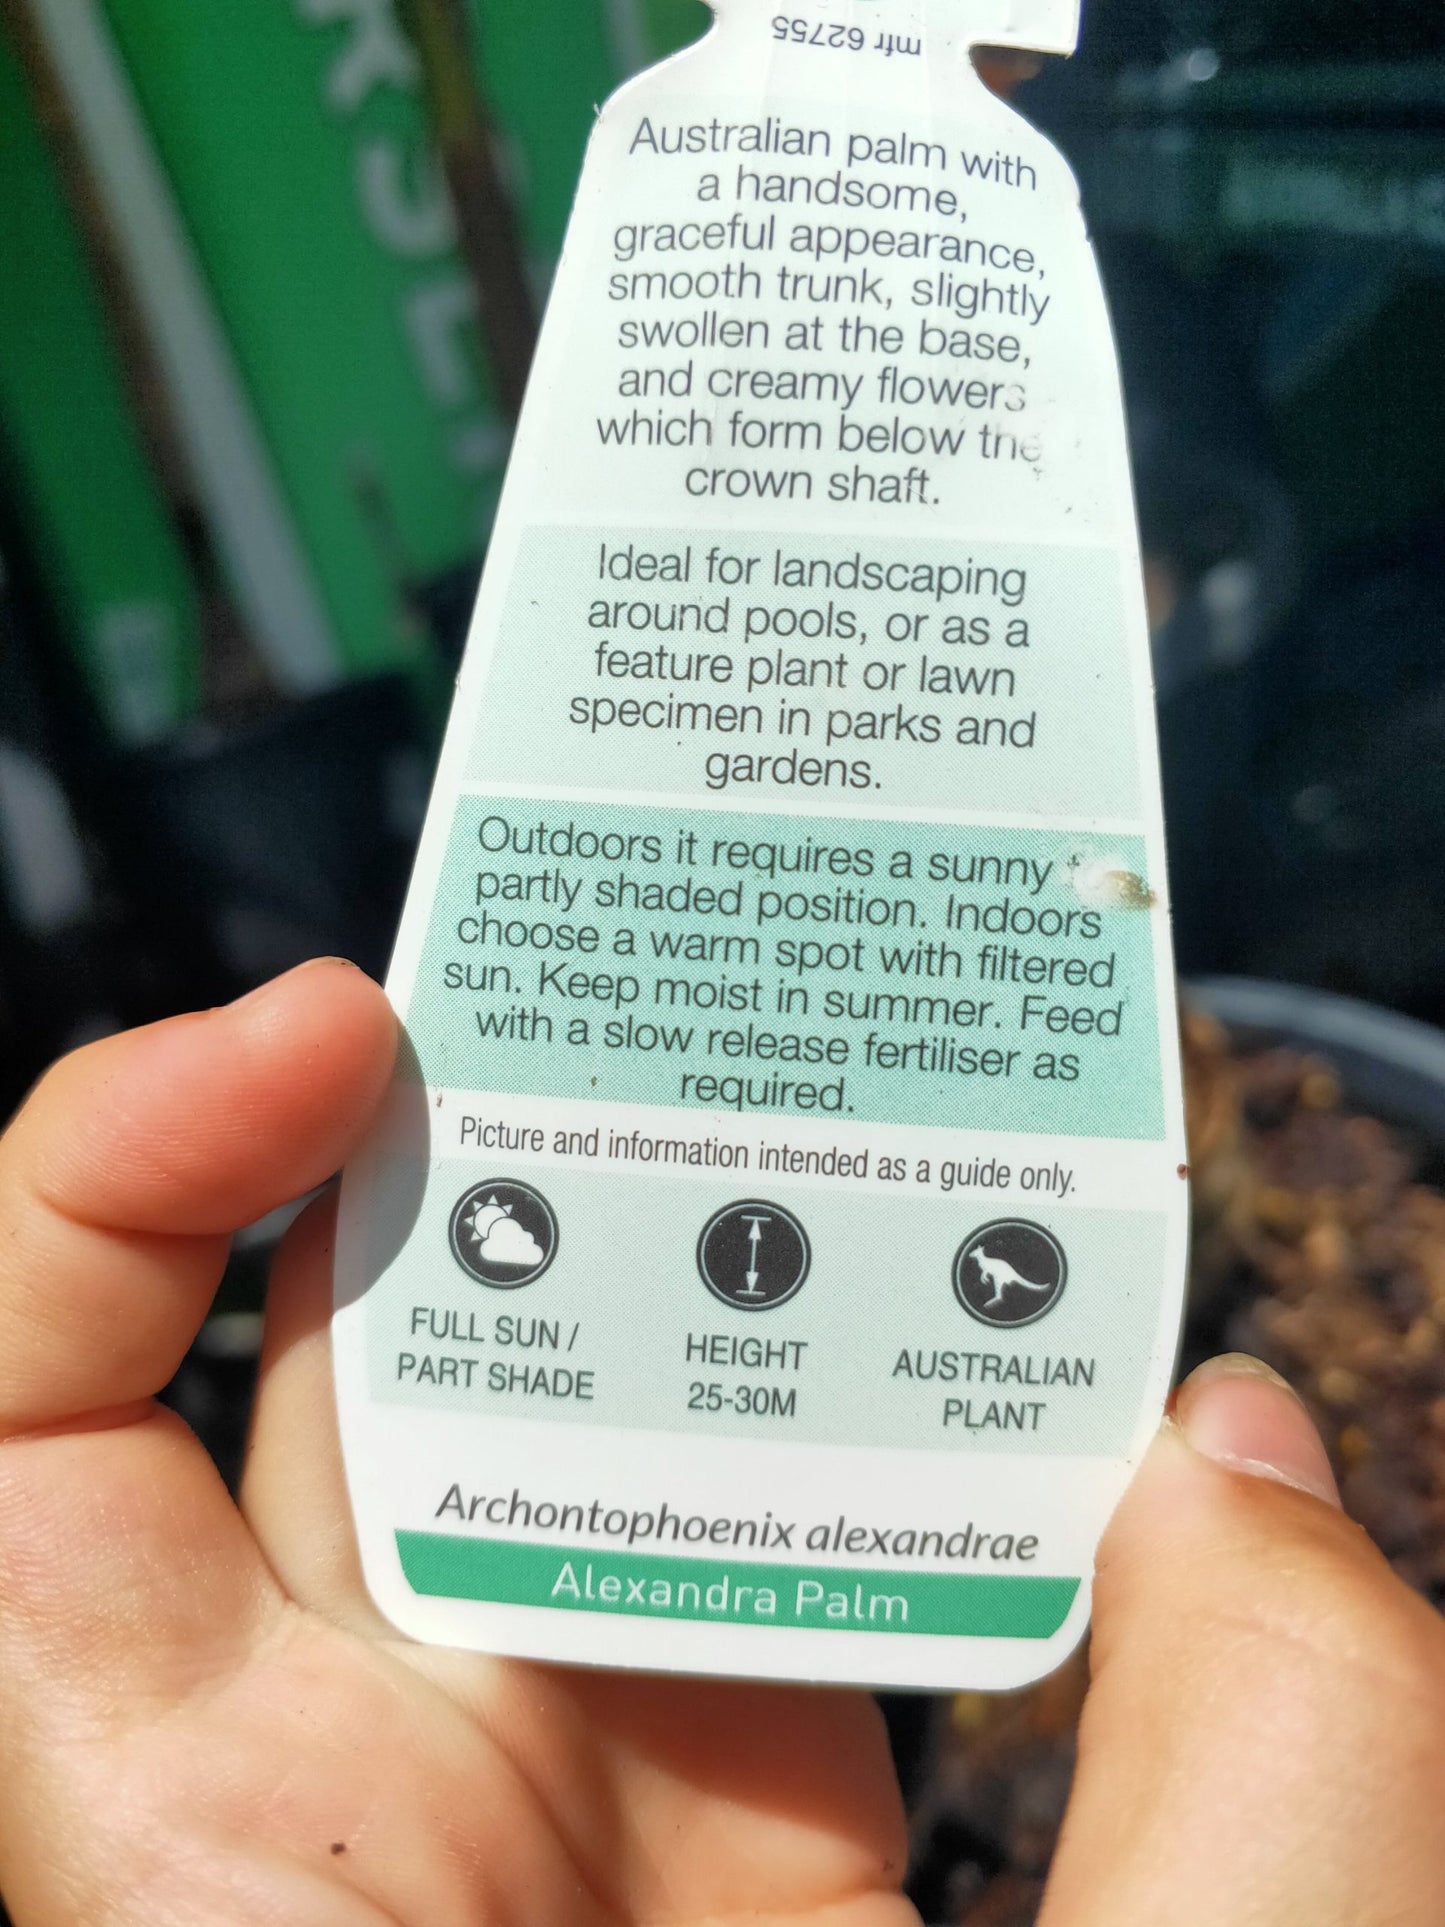 mfr 62755
Australian palm with
a handsome,
graceful appearance,
smooth trunk, slightly
swollen at the base,
and creamy flowers
which form below the
crown shaft.
Ideal for landscaping
around pools, or as a
feature plant or lawn
specimen in parks and
gardens.
Outdoors it requires a sunny
partly shaded position. Indoors
choose a warm spot with filtered
sun. Keep moist in summer. Feed
with a slow release fertiliser as
required.
Picture and information intended as a guide only.
FULL SUN /
PART SHADE
HEIGHT
25-30M
AUSTRALIAN
PLANT
Archontophoenix alexandrae
Alexandra Palm